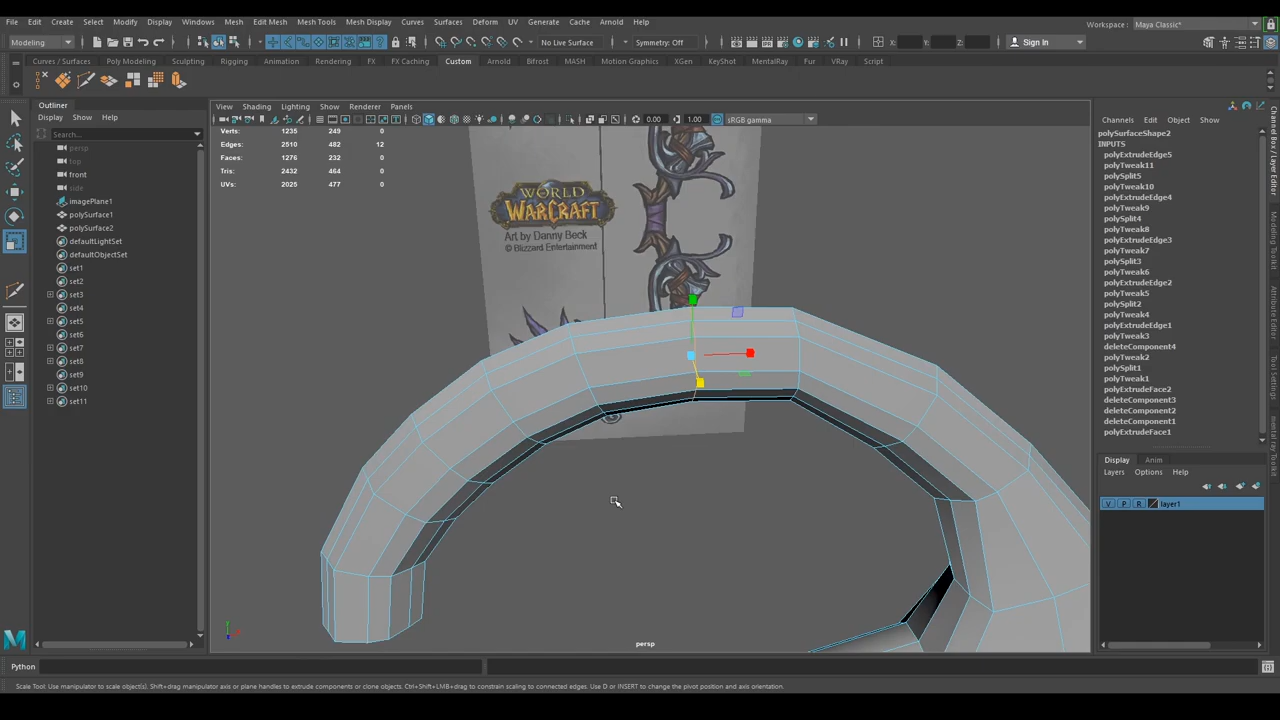 File Edit Create Select Modify Display Windows Mesh Edit Mesh Mesh Tools Mesh Display Curves Surfaces Deform UV Generate Cache Arnold Help
Workspace : Maya Classic*
Modeling
No Live Surface
Symmetry: Off
X: Y: Z:
Sign In
Curves / Surfaces Poly Modeling Sculpting Rigging Animation Rendering FX FX Caching Custom Arnold Bifrost MASH Motion Graphics XGen KeyShot MentalRay Fur VRay Script
Outliner
Display Show Help
Search...
persp
top
front
side
imagePlane1
polySurface1
polySurface2
defaultLightSet
defaultObjectSet
set1
set2
set3
set4
set5
set6
set7
set8
set9
set10
set11
View Shading Lighting Show Renderer Panels
0.00 1.00 sRGB gamma
Verts: 1235 249 0
Edges: 2510 482 12
Faces: 1276 232 0
Tris: 2432 464 0
UVs: 2025 477 0
WORLD
WARCRAFT
Art by Danny Beck
© Blizzard Entertainment
persp
Channels Edit Object Show
polySurfaceShape2
INPUTS
polyExtrudeEdge5
polyTweak11
polySplit5
polyTweak10
polyExtrudeEdge4
polyTweak9
polySplit4
polyTweak8
polyExtrudeEdge3
polyTweak7
polySplit3
polyTweak6
polyExtrudeEdge2
polyTweak5
polySplit2
polyTweak4
polyExtrudeEdge1
polyTweak3
deleteComponent4
polyTweak2
polySplit1
polyTweak1
polyExtrudeFace2
deleteComponent3
deleteComponent2
deleteComponent1
polyExtrudeFace1
Display Anim
Layers Options Help
V P R layer1
Channel Box / Layer Editor
Modeling Toolkit
mental ray Toolkit
Python
Scale Tool: Use manipulator to scale object(s). Shift+drag manipulator axis or plane handles to extrude components or clone objects. Ctrl+Shift+LMB+drag to constrain scaling to connected edges. Use D or INSERT to change the pivot position and axis orientation.